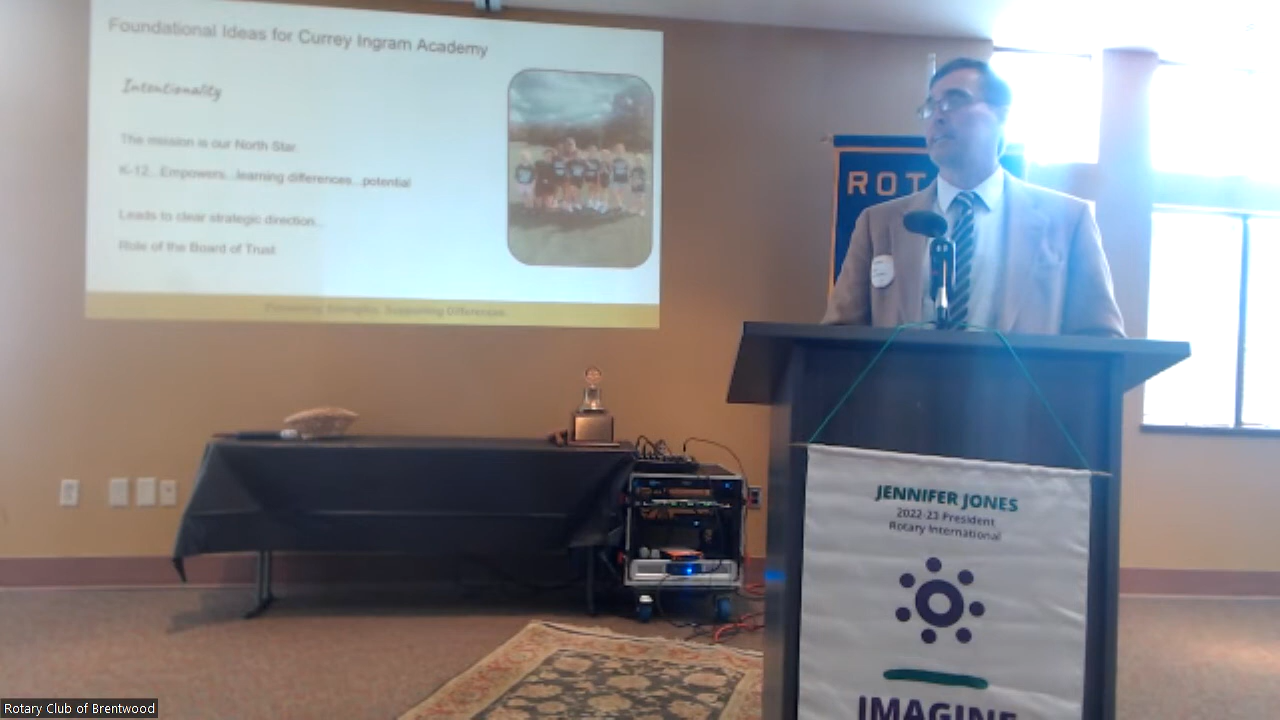 Foundational Ideas for Currey Ingram Academy
Intentionality
The mission is our North Star
K-12...Empowers...learning differences...potential
Leads to clear strategic direction...
Role of the Board of Trust
Supporting Differences
ROT
JENNIFER JONES
2022-23 President
Rotary International
IMAGINE
Rotary Club of Brentwood